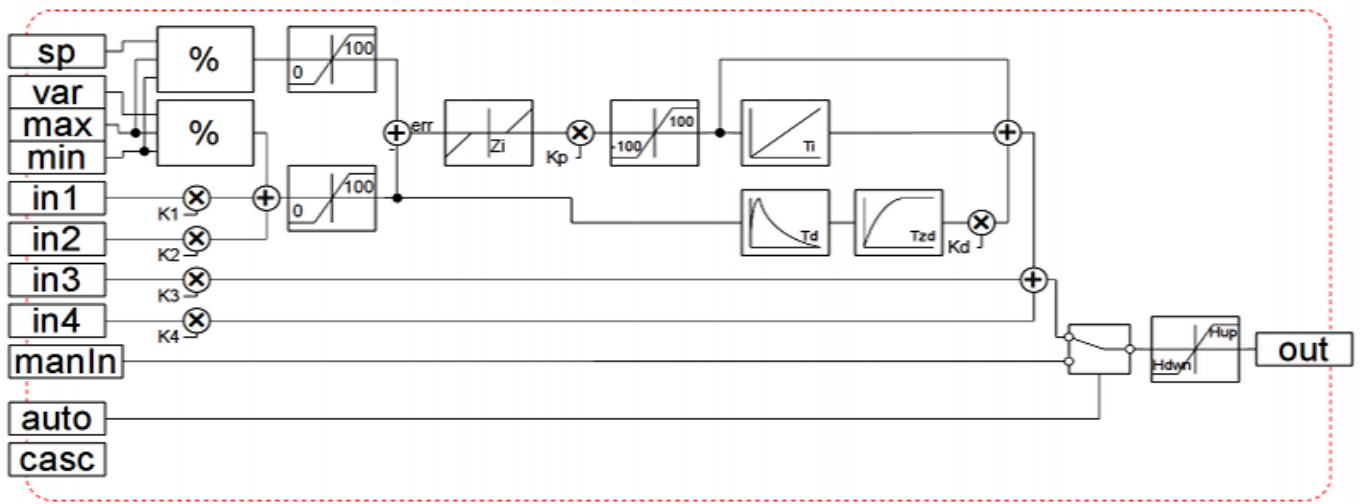 sp
%
0
100
var
max
min
%
err
Zi
Kp
-100
100
Ti
in1
K1
0
100
in2
K2
Td
Tzd
Kd
in3
K3
in4
K4
manIn
Hdwn
Hup
out
auto
casc